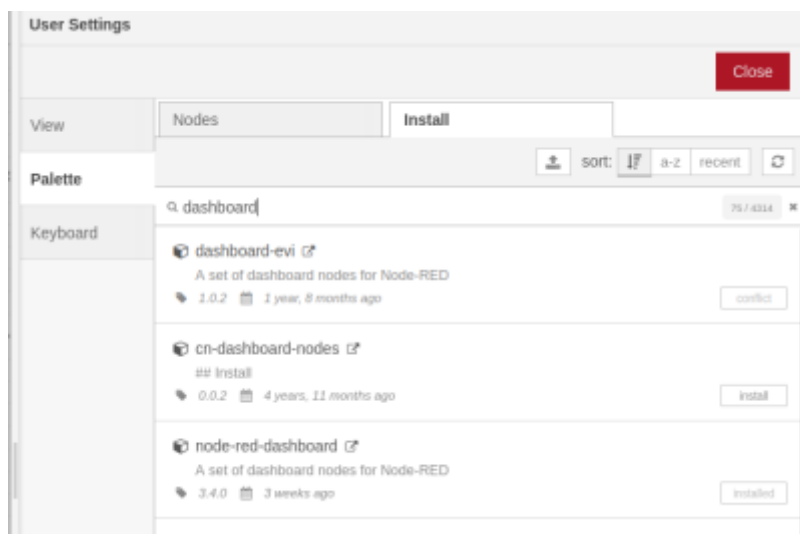 User Settings
Close
View
Palette
Keyboard
Nodes
Install
sort: a-z recent
dashboard
75 / 4314
dashboard-evi
A set of dashboard nodes for Node-RED
1.0.2 1 year, 8 months ago
conflict
cn-dashboard-nodes
## Install
0.0.2 4 years, 11 months ago
install
node-red-dashboard
A set of dashboard nodes for Node-RED
3.4.0 3 weeks ago
installed